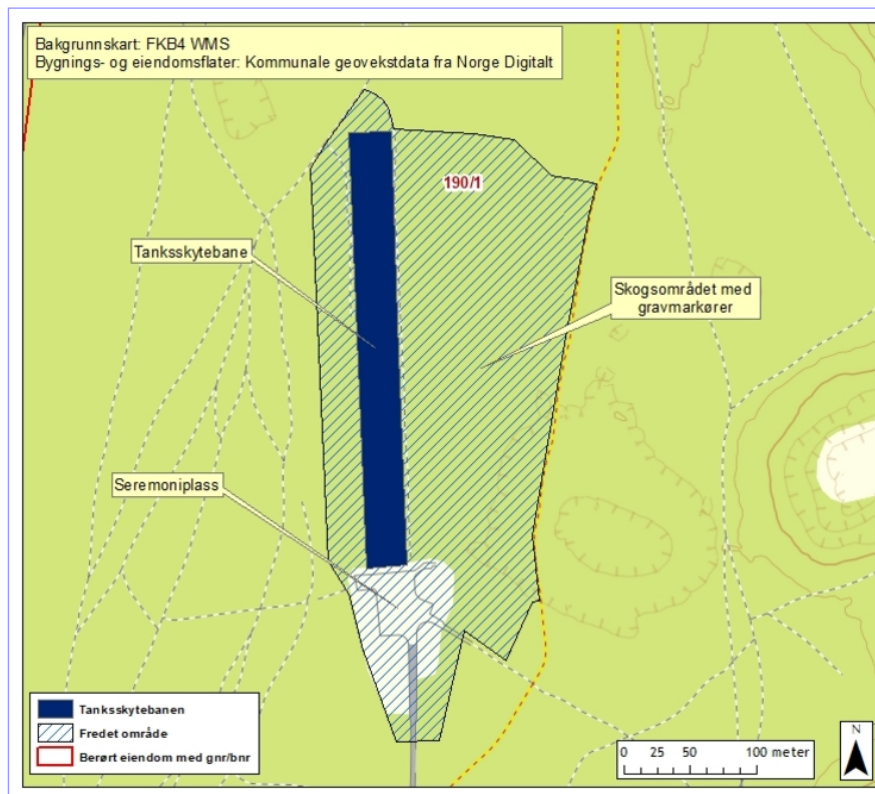 Bakgrunnskart: FKB4 WMS
Bygnings- og eiendomsflater: Kommunale geovekstdata fra Norge Digitalt
190/1
Tanksskytebane
Skogsområdet med
gravmarkører
Seremoniplass
Tanksskytebanen
Fredet område
Berørt eiendom med gnr/bnr
0 25 50 100 meter
N